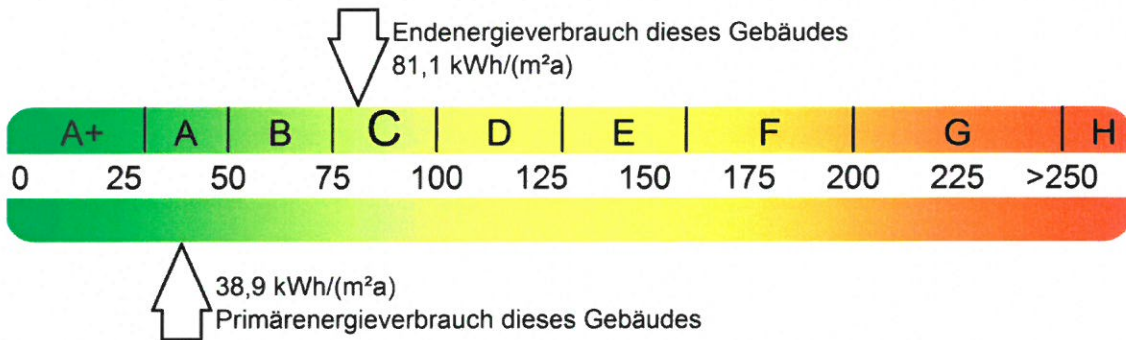 Endenergieverbrauch dieses Gebäudes
81,1 kWh/(m²a)
A+ A B C D E F G H
0 25 50 75 100 125 150 175 200 225 >250
38,9 kWh/(m²a)
Primärenergieverbrauch dieses Gebäudes